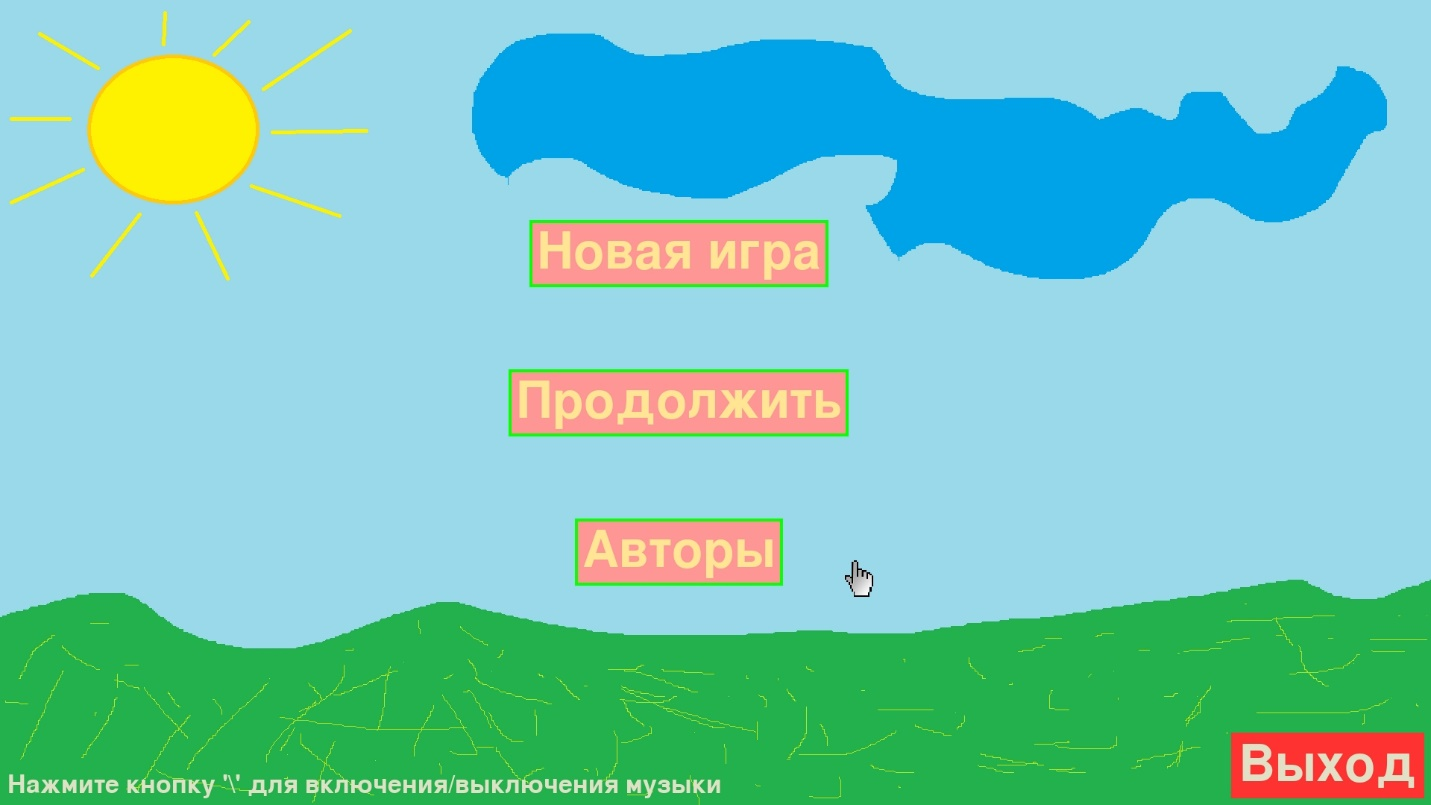 Новая игра
Продолжить
Авторы
Выход
Нажмите кнопку '\' для включения/выключения музыки